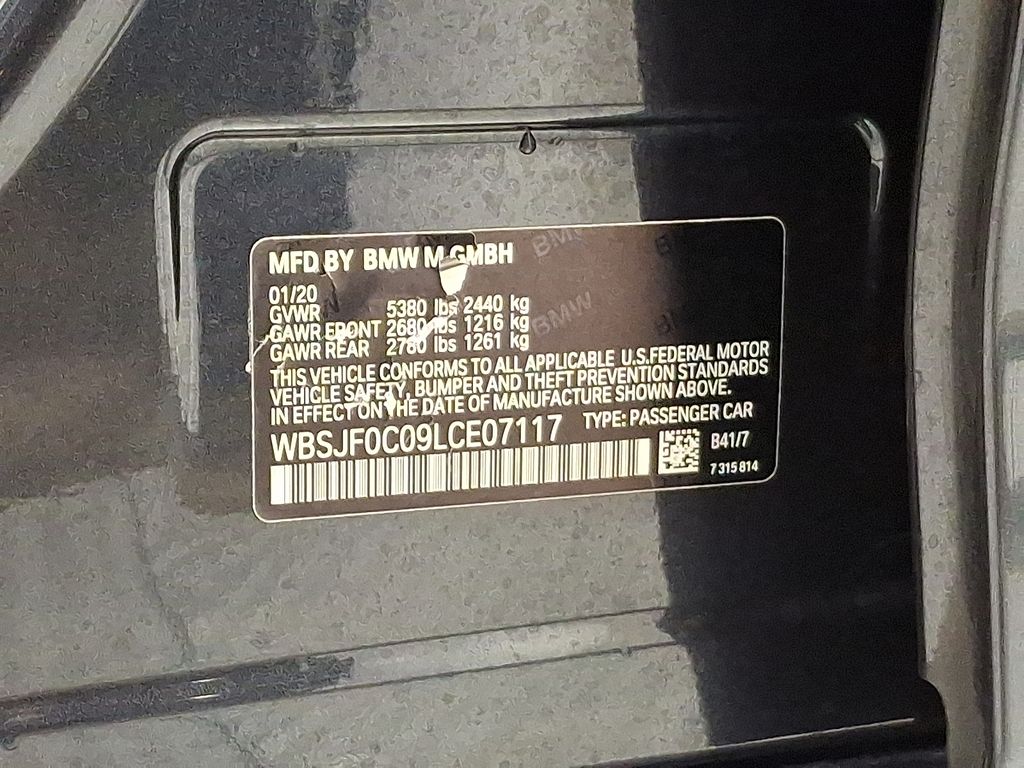 MFD BY BMW M GMBH
01/20
GVWR 5380 lbs 2440 kg
GAWR FRONT 2680 lbs 1216 kg
GAWR REAR 2780 lbs 1261 kg
THIS VEHICLE CONFORMS TO ALL APPLICABLE U.S.FEDERAL MOTOR
VEHICLE SAFETY, BUMPER AND THEFT PREVENTION STANDARDS
IN EFFECT ON THE DATE OF MANUFACTURE SHOWN ABOVE.
WBSJF0C09LCE07117 TYPE: PASSENGER CAR
B41/7
7 315 814
BMW
BMW